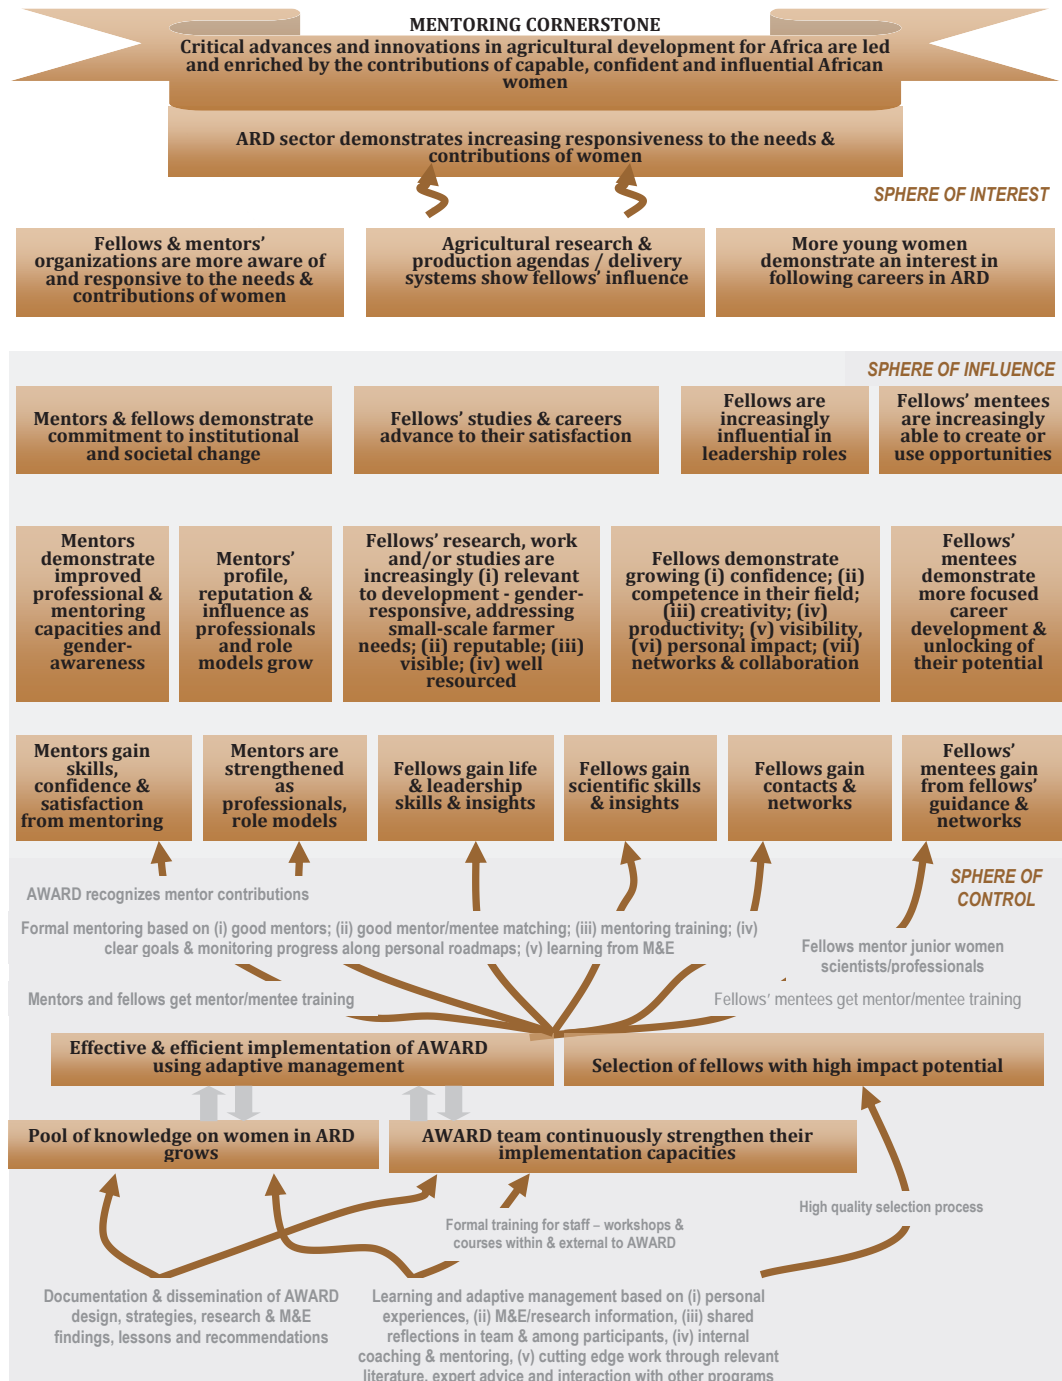 MENTORING CORNERSTONE
Critical advances and innovations in agricultural development for Africa are led
and enriched by the contributions of capable, confident and influential African
women
ARD sector demonstrates increasing responsiveness to the needs &
contributions of women
SPHERE OF INTEREST
Fellows & mentors'
organizations are more aware of
and responsive to the needs &
contributions of women
Agricultural research &
production agendas / delivery
systems show fellows' influence
More young women
demonstrate an interest in
following careers in ARD
SPHERE OF INFLUENCE
Mentors & fellows demonstrate
commitment to institutional
and societal change
Fellows' studies & careers
advance to their satisfaction
Fellows are
increasingly
influential in
leadership roles
Fellows' mentees
are increasingly
able to create or
use opportunities
Mentors
demonstrate
improved
professional &
mentoring
capacities and
gender-
awareness
Mentors'
profile,
reputation &
influence as
professionals
and role
models grow
Fellows' research, work
and/or studies are
increasingly (i) relevant
to development - gender-
responsive, addressing
small-scale farmer
needs; (ii) reputable; (iii)
visible; (iv) well
resourced
Fellows demonstrate
growing (i) confidence; (ii)
competence in their field;
(iii) creativity; (iv)
productivity; (v) visibility,
(vi) personal impact; (vii)
networks & collaboration
Fellows'
mentees
demonstrate
more focused
career
development &
unlocking of
their potential
Mentors gain
skills,
confidence &
satisfaction
from mentoring
Mentors are
strengthened
as
professionals,
role models
Fellows gain life
& leadership
skills & insights
Fellows gain
scientific skills
& insights
Fellows gain
contacts &
networks
Fellows'
mentees gain
from fellows'
guidance &
networks
SPHERE OF
CONTROL
AWARD recognizes mentor contributions
Formal mentoring based on (i) good mentors; (ii) good mentor/mentee matching; (iii) mentoring training; (iv)
clear goals & monitoring progress along personal roadmaps; (v) learning from M&E
Fellows mentor junior women
scientists/professionals
Mentors and fellows get mentor/mentee training
Fellows' mentees get mentor/mentee training
Effective & efficient implementation of AWARD
using adaptive management
Selection of fellows with high impact potential
Pool of knowledge on women in ARD
grows
AWARD team continuously strengthen their
implementation capacities
High quality selection process
Formal training for staff – workshops &
courses within & external to AWARD
Documentation & dissemination of AWARD
design, strategies, research & M&E
findings, lessons and recommendations
Learning and adaptive management based on (i) personal
experiences, (ii) M&E/research information, (iii) shared
reflections in team & among participants, (iv) internal
coaching & mentoring, (v) cutting edge work through relevant
literature, expert advice and interaction with other programs